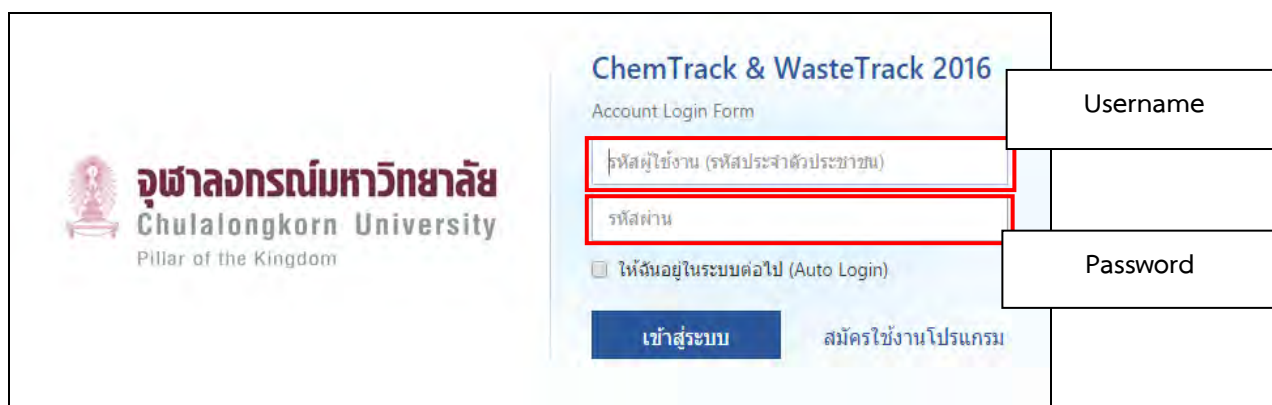 จุฬาลงกรณ์มหาวิทยาลัย
Chulalongkorn University
Pillar of the Kingdom
ChemTrack & WasteTrack 2016
Account Login Form
รหัสผู้ใช้งาน (รหัสประจำตัวประชาชน)
รหัสผ่าน
ให้ฉันอยู่ในระบบต่อไป (Auto Login)
เข้าสู่ระบบ สมัครใช้งานโปรแกรม
Username
Password